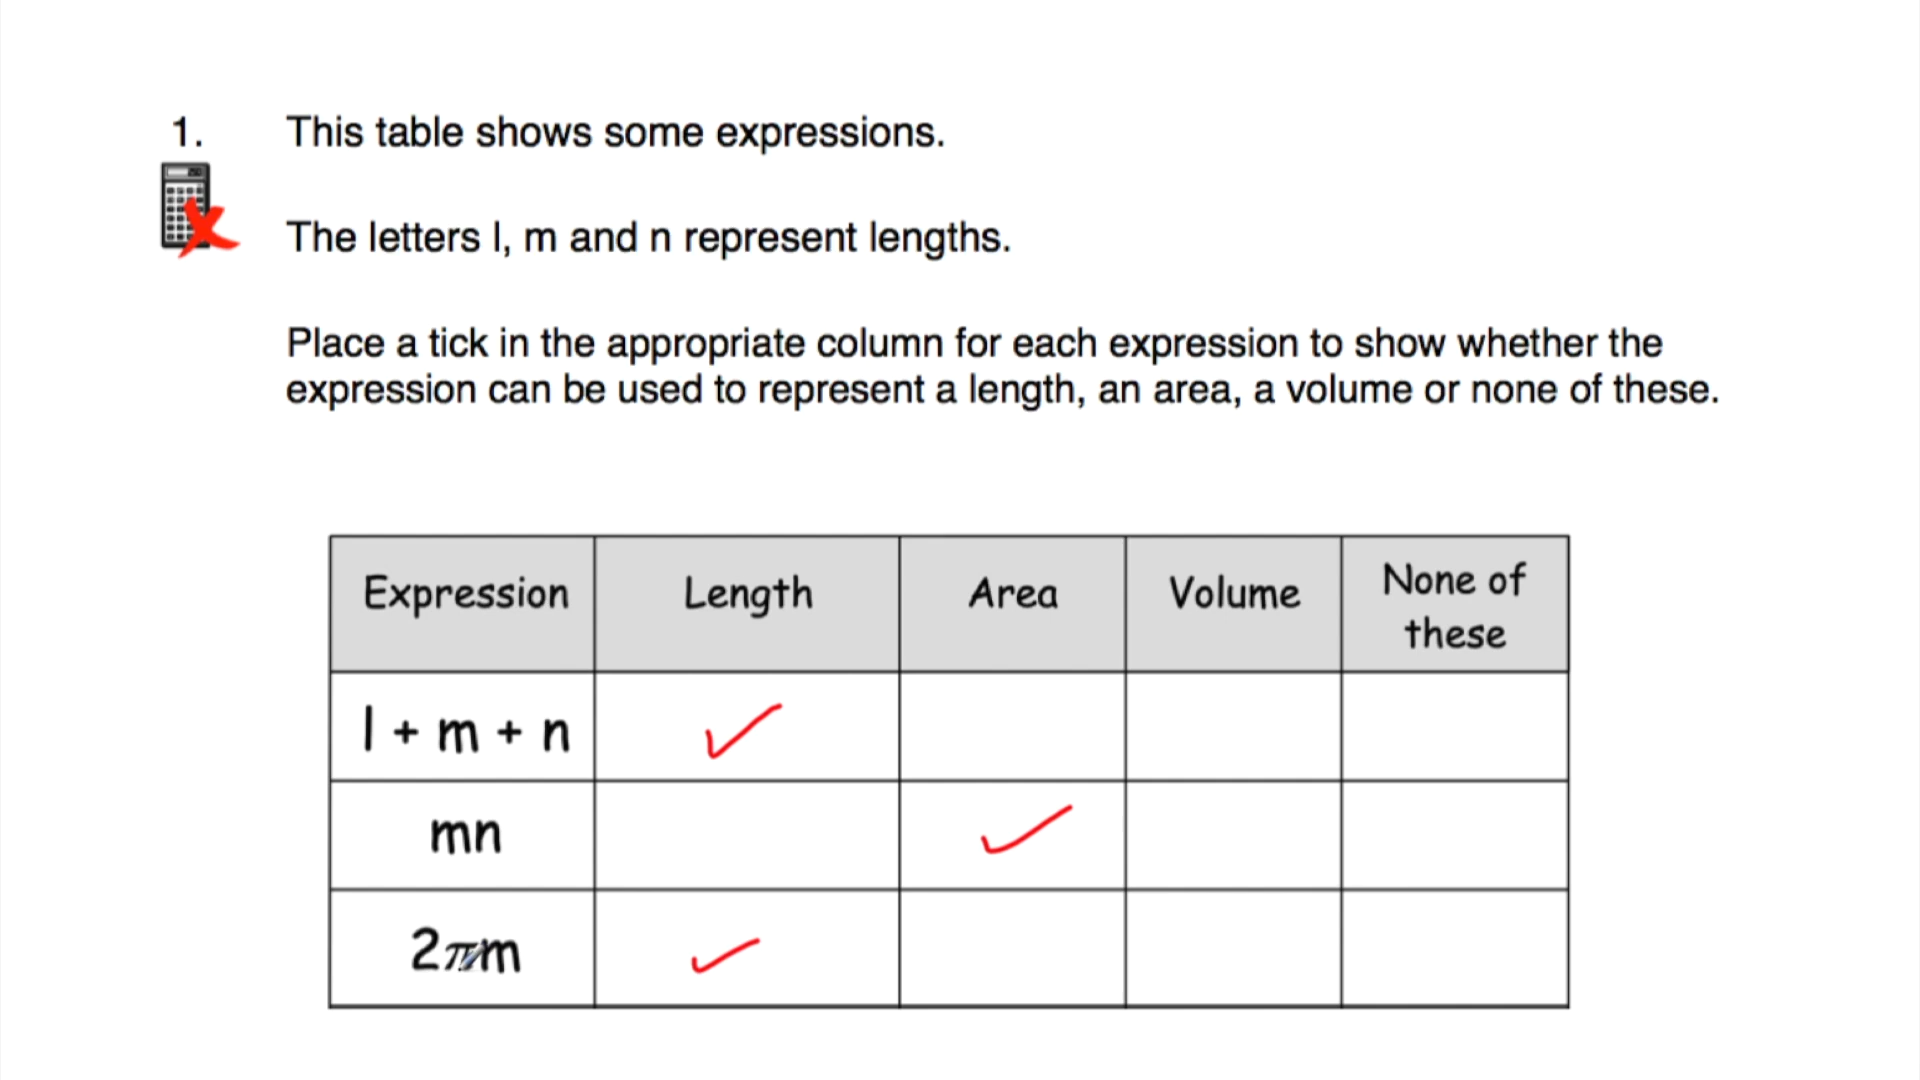 1. This table shows some expressions.
The letters l, m and n represent lengths.
Place a tick in the appropriate column for each expression to show whether the
expression can be used to represent a length, an area, a volume or none of these.
Expression Length Area Volume None of these
l + m + n ✓
mn ✓
2πm ✓